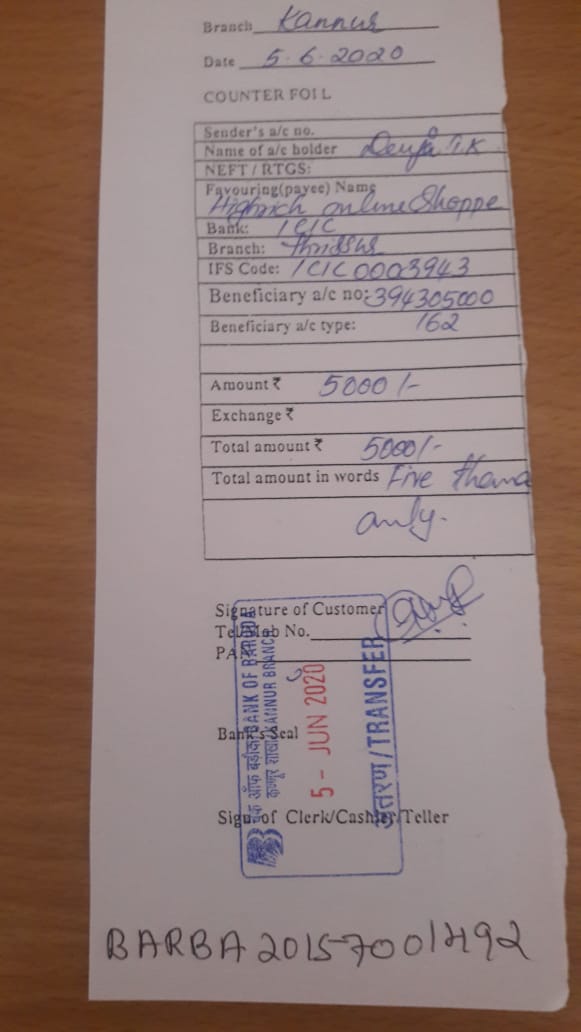 Branch Kannur
Date 5.6.2020
COUNTER FOIL
Sender's a/c no.
Name of a/c holder T.K
NEFT / RTGS:
Favouring(payee) Name
Highrich online Shoppe
Bank: ICIC
Branch: Thrissur
IFS Code: ICIC0003943
Beneficiary a/c no: 394305000
Beneficiary a/c type: 162
Amount ₹ 5000/-
Exchange ₹
Total amount ₹ 5000/-
Total amount in words Five
only.
Signature of Customer
Tel/Mob No.
PAN
Bank's Seal
Sign. of Clerk/Cashier/Teller
बैंक ऑफ बड़ौदा BANK OF BARODA
कण्णूर शाखा/KANNUR BRANCH
5 - JUN 2020
अंतरण/TRANSFER